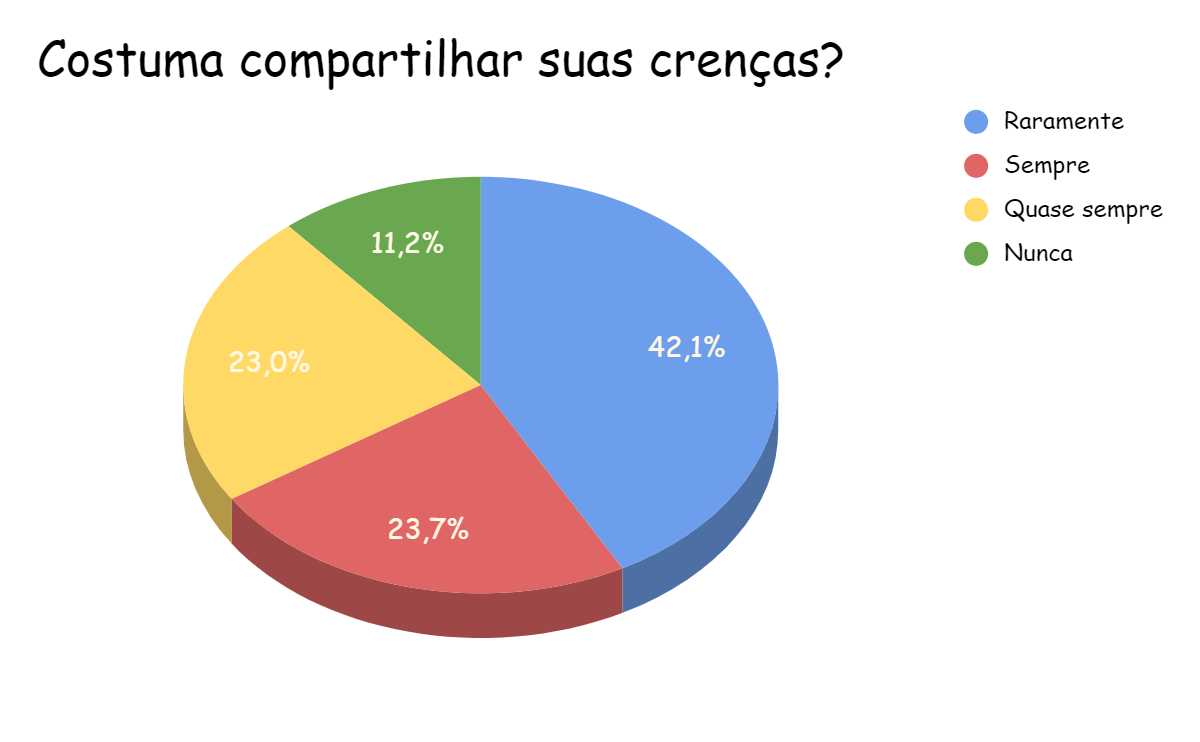 Costuma compartilhar suas crenças?
Raramente
Sempre
Quase sempre
Nunca
11,2%
42,1%
23,0%
23,7%